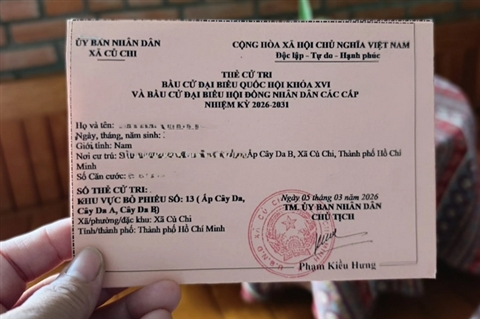 ỦY BAN NHÂN DÂN
XÃ CỦ CHI
CỘNG HÒA XÃ HỘI CHỦ NGHĨA VIỆT NAM
Độc lập - Tự do - Hạnh phúc
THẺ CỬ TRI
BẦU CỬ ĐẠI BIỂU QUỐC HỘI KHÓA XVI
VÀ BẦU CỬ ĐẠI BIỂU HỘI ĐỒNG NHÂN DÂN CÁC CẤP
NHIỆM KỲ 2026-2031
Họ và tên:
Ngày, tháng, năm sinh:
Giới tính: Nam
Nơi cư trú: Ấp Cây Da B, Xã Củ Chi, Thành phố Hồ Chí
Minh
Số Căn cước:
SỐ THẺ CỬ TRI:
KHU VỰC BỎ PHIẾU SỐ: 13 ( Ấp Cây Da,
Cây Da A, Cây Da B)
Xã/phường/đặc khu: Xã Củ Chi
Tỉnh/thành phố: Thành phố Hồ Chí Minh
Ngày 05 tháng 03 năm 2026
TM. ỦY BAN NHÂN DÂN
CHỦ TỊCH
Phạm Kiều Hưng